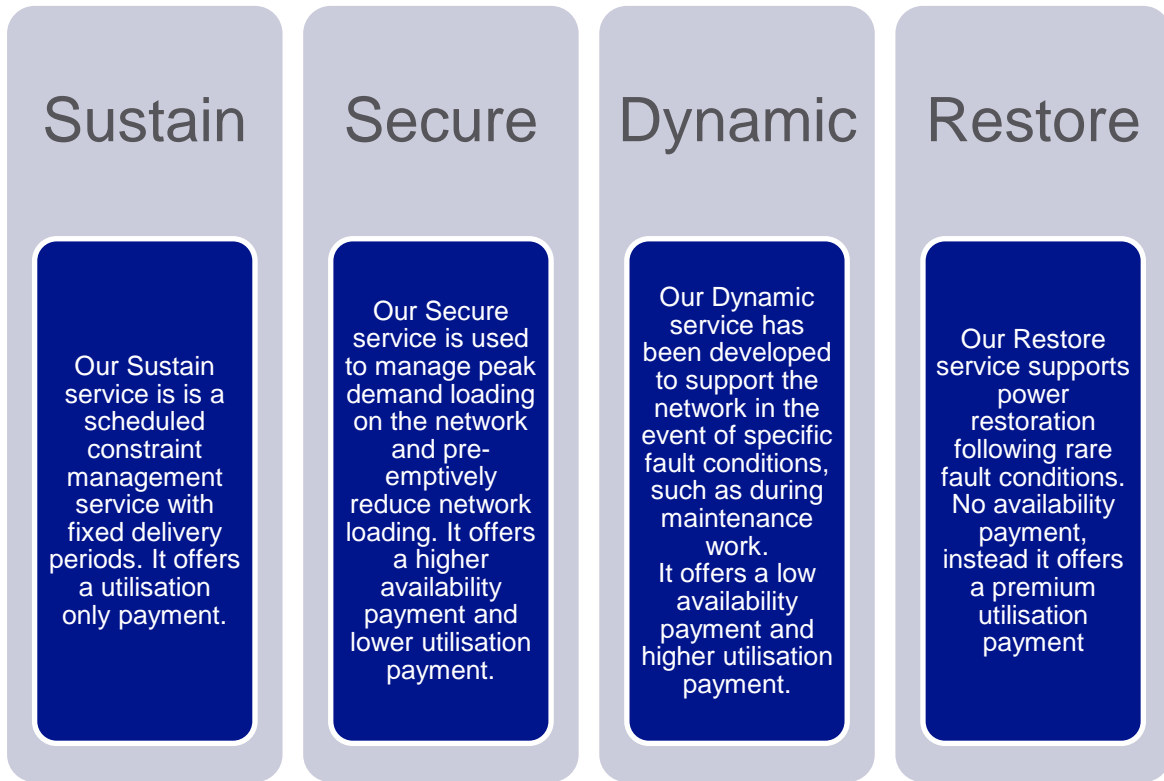 Sustain
Our Sustain
service is is a
scheduled
constraint
management
service with
fixed delivery
periods. It offers
a utilisation
only payment.
Secure
Our Secure
service is used
to manage peak
demand loading
on the network
and pre-
emptively
reduce network
loading. It offers
a higher
availability
payment and
lower utilisation
payment.
Dynamic
Our Dynamic
service has
been developed
to support the
network in the
event of specific
fault conditions,
such as during
maintenance
work.
It offers a low
availability
payment and
higher utilisation
payment.
Restore
Our Restore
service supports
power
restoration
following rare
fault conditions.
No availability
payment,
instead it offers
a premium
utilisation
payment